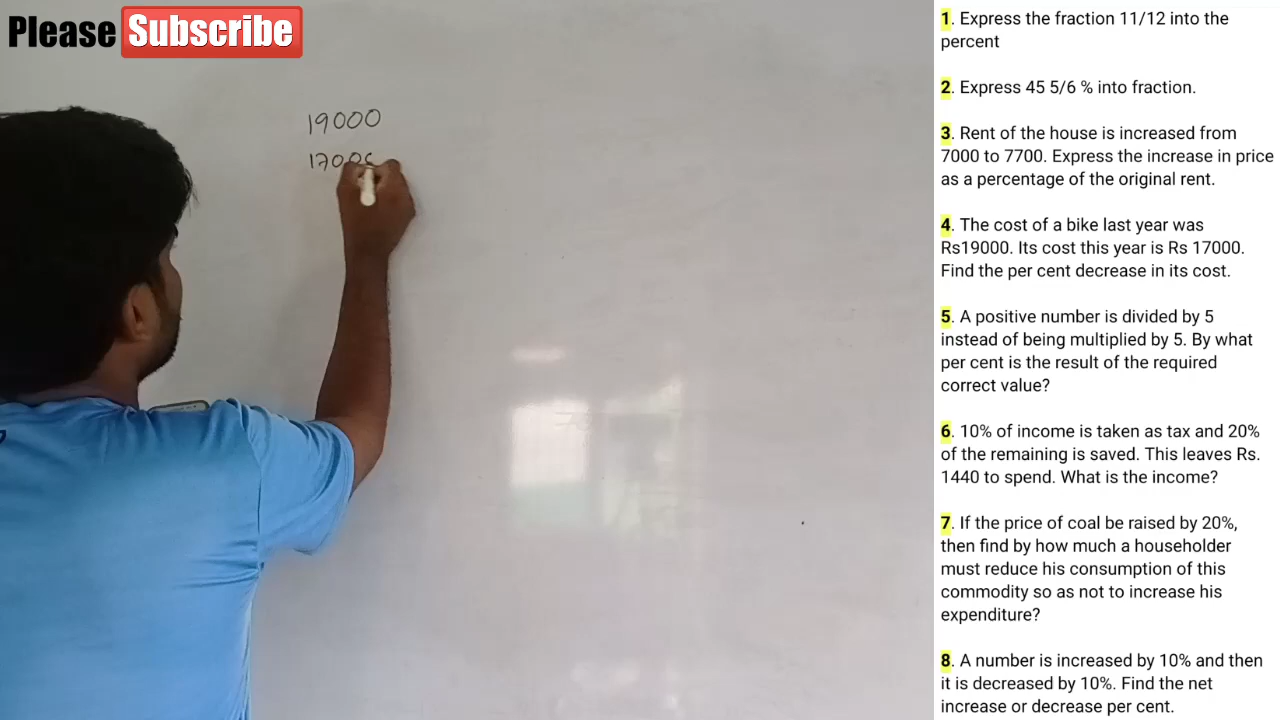 Please Subscribe
19000
17000
1. Express the fraction 11/12 into the
percent
2. Express 45 5/6 % into fraction.
3. Rent of the house is increased from
7000 to 7700. Express the increase in price
as a percentage of the original rent.
4. The cost of a bike last year was
Rs19000. Its cost this year is Rs 17000.
Find the per cent decrease in its cost.
5. A positive number is divided by 5
instead of being multiplied by 5. By what
per cent is the result of the required
correct value?
6. 10% of income is taken as tax and 20%
of the remaining is saved. This leaves Rs.
1440 to spend. What is the income?
7. If the price of coal be raised by 20%,
then find by how much a householder
must reduce his consumption of this
commodity so as not to increase his
expenditure?
8. A number is increased by 10% and then
it is decreased by 10%. Find the net
increase or decrease per cent.